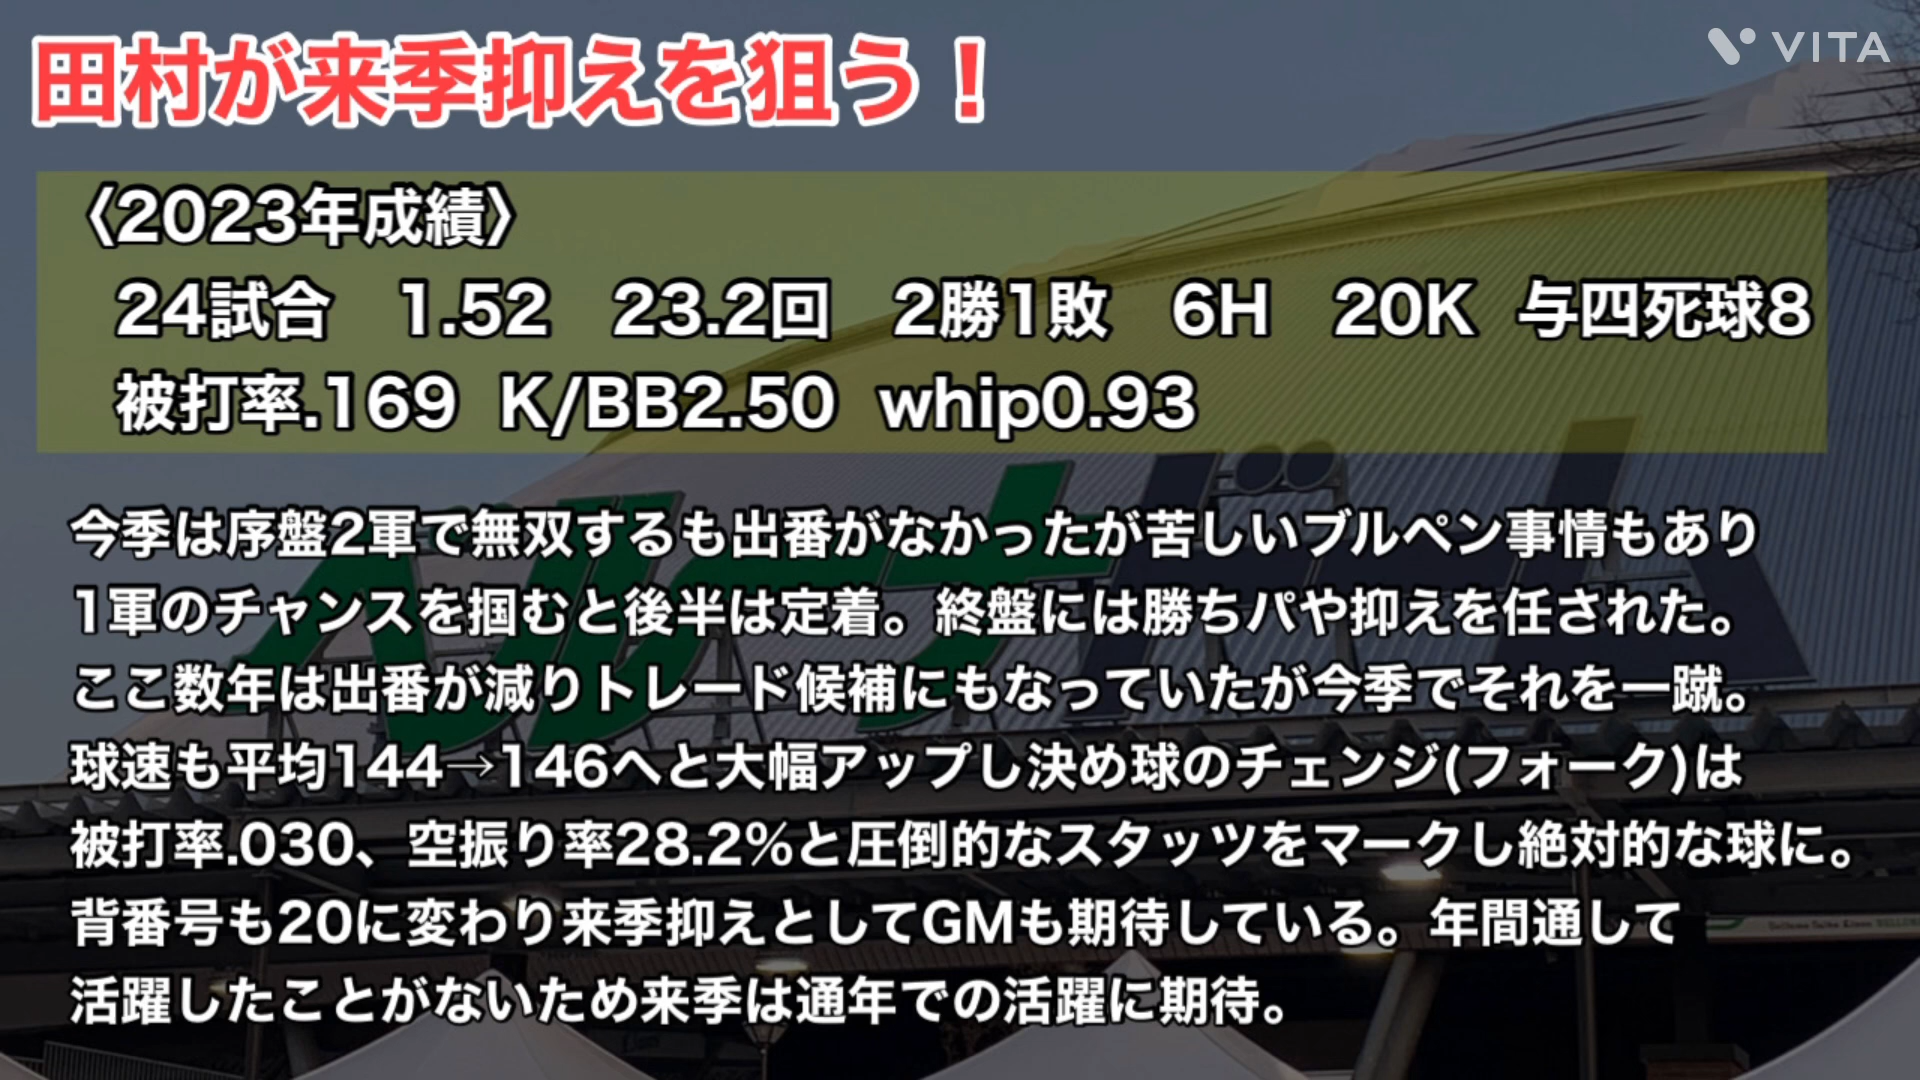 田村が来季抑えを狙う！
VITA
〈2023年成績〉
24試合 1.52 23.2回 2勝1敗 6H 20K 与四死球8
被打率.169 K/BB2.50 whip0.93
今季は序盤2軍で無双するも出番がなかったが苦しいブルペン事情もあり
1軍のチャンスを掴むと後半は定着。終盤には勝ちパや抑えを任された。
ここ数年は出番が減りトレード候補にもなっていたが今季でそれを一蹴。
球速も平均144→146へと大幅アップし決め球のチェンジ(フォーク)は
被打率.030、空振り率28.2%と圧倒的なスタッツをマークし絶対的な球に。
背番号も20に変わり来季抑えとしてGMも期待している。年間通して
活躍したことがないため来季は通年での活躍に期待。
ベルーナドーム